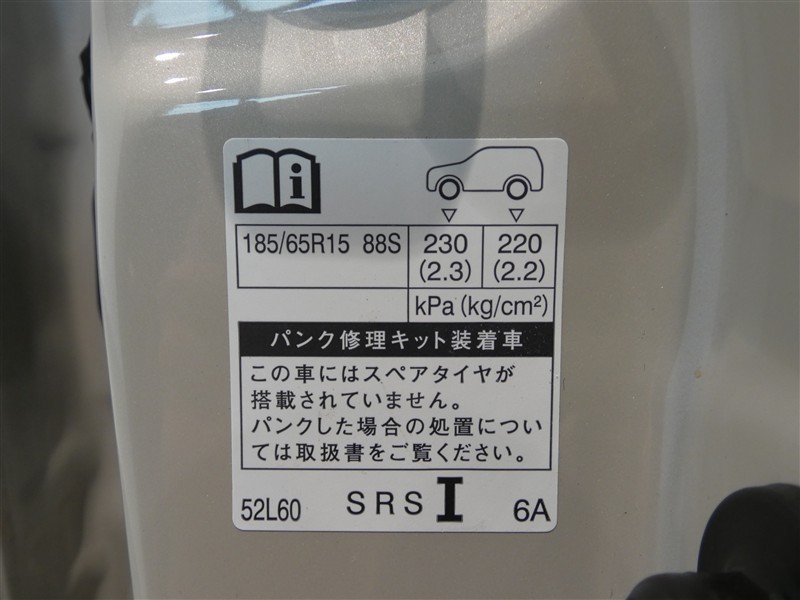 i
185/65R15 88S 230 (2.3) 220 (2.2)
kPa (kg/cm²)
パンク修理キット装着車
この車にはスペアタイヤが
搭載されていません。
パンクした場合の処置につい
ては取扱書をご覧ください。
52L60 SRS I 6A